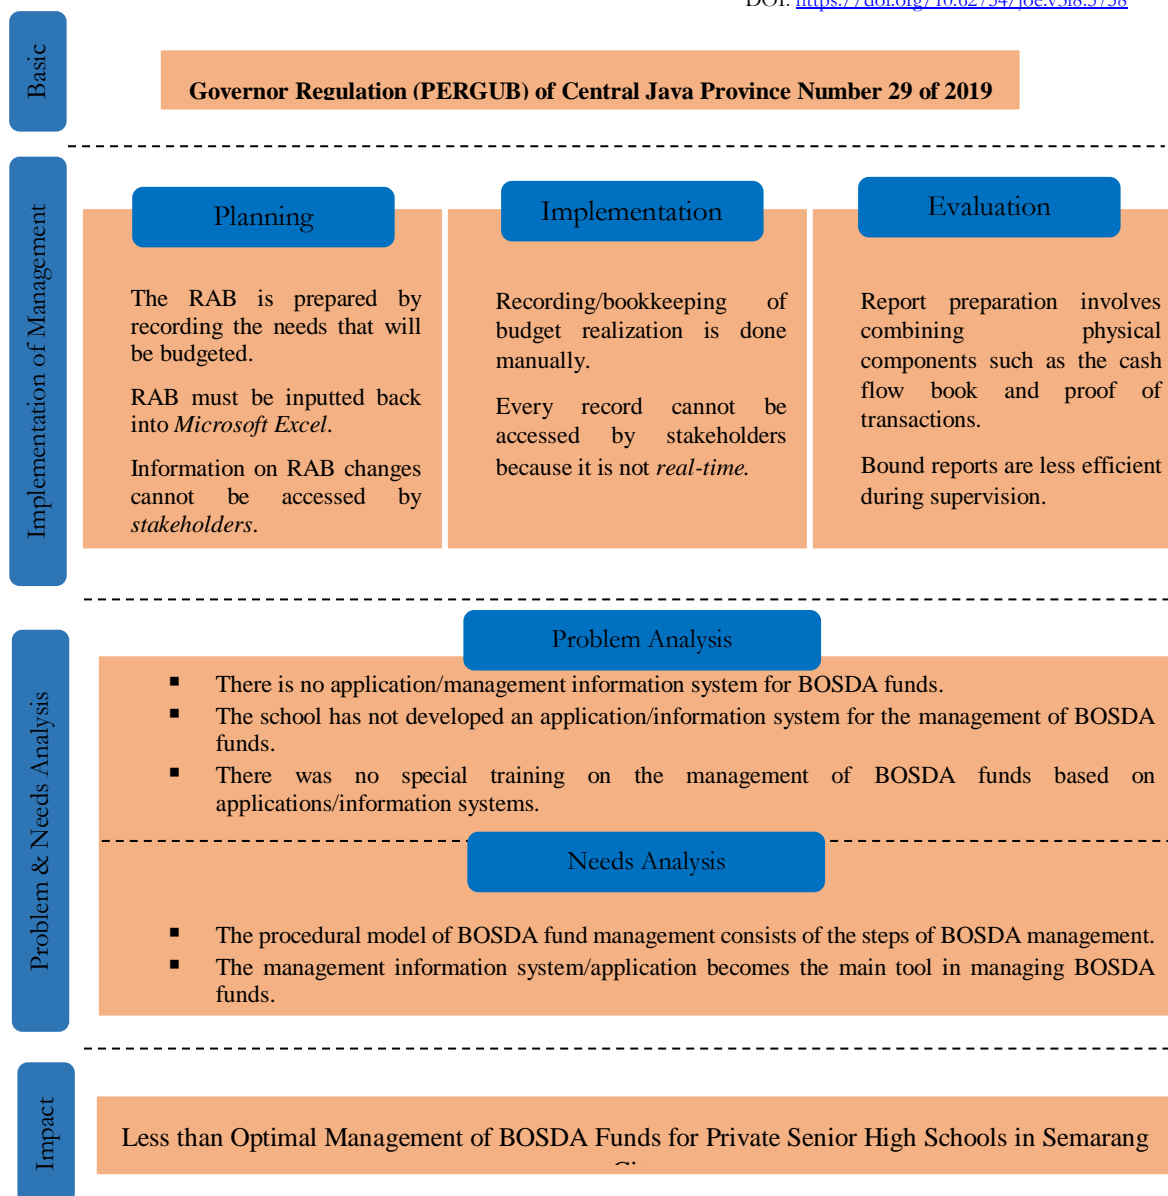 DOI: https://doi.org/10.62754/joe.v3i8.5758
Basic
Governor Regulation (PERGUB) of Central Java Province Number 29 of 2019
Implementation of Management
Planning
The RAB is prepared by
recording the needs that will
be budgeted.
RAB must be inputted back
into Microsoft Excel.
Information on RAB changes
cannot be accessed by
stakeholders.
Implementation
Recording/bookkeeping of
budget realization is done
manually.
Every record cannot be
accessed by stakeholders
because it is not real-time.
Evaluation
Report preparation involves
combining physical
components such as the cash
flow book and proof of
transactions.
Bound reports are less efficient
during supervision.
Problem & Needs Analysis
Problem Analysis
▪ There is no application/management information system for BOSDA funds.
▪ The school has not developed an application/information system for the management of BOSDA
funds.
▪ There was no special training on the management of BOSDA funds based on
applications/information systems.
Needs Analysis
▪ The procedural model of BOSDA fund management consists of the steps of BOSDA management.
▪ The management information system/application becomes the main tool in managing BOSDA
funds.
Impact
Less than Optimal Management of BOSDA Funds for Private Senior High Schools in Semarang